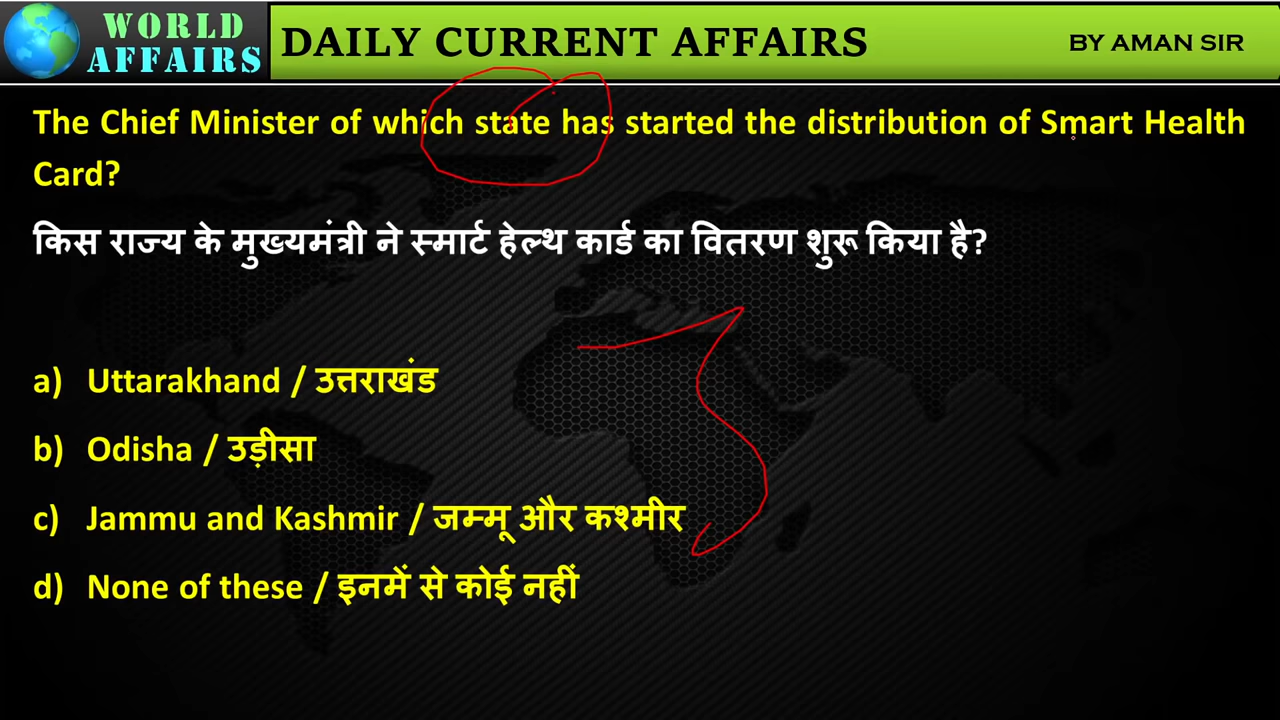 WORLD
AFFAIRS
DAILY CURRENT AFFAIRS
BY AMAN SIR
The Chief Minister of which state has started the distribution of Smart Health
Card?
किस राज्य के मुख्यमंत्री ने स्मार्ट हेल्थ कार्ड का वितरण शुरू किया है?
a) Uttarakhand / उत्तराखंड
b) Odisha / उड़ीसा
c) Jammu and Kashmir / जम्मू और कश्मीर
d) None of these / इनमें से कोई नहीं